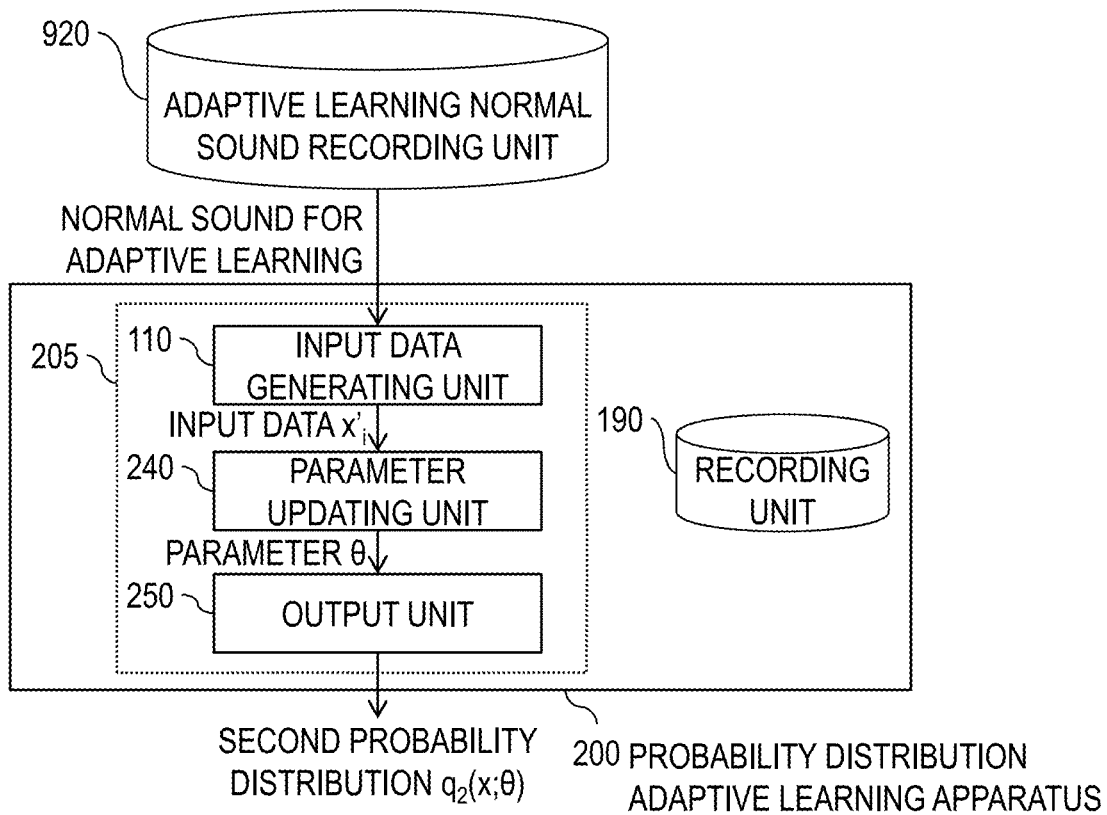 920
ADAPTIVE LEARNING NORMAL
SOUND RECORDING UNIT
NORMAL SOUND FOR
ADAPTIVE LEARNING
205
110
INPUT DATA
GENERATING UNIT
INPUT DATA x'i
190
RECORDING
UNIT
240
PARAMETER
UPDATING UNIT
PARAMETER θ
250
OUTPUT UNIT
SECOND PROBABILITY
DISTRIBUTION q2(x;θ)
200 PROBABILITY DISTRIBUTION
ADAPTIVE LEARNING APPARATUS